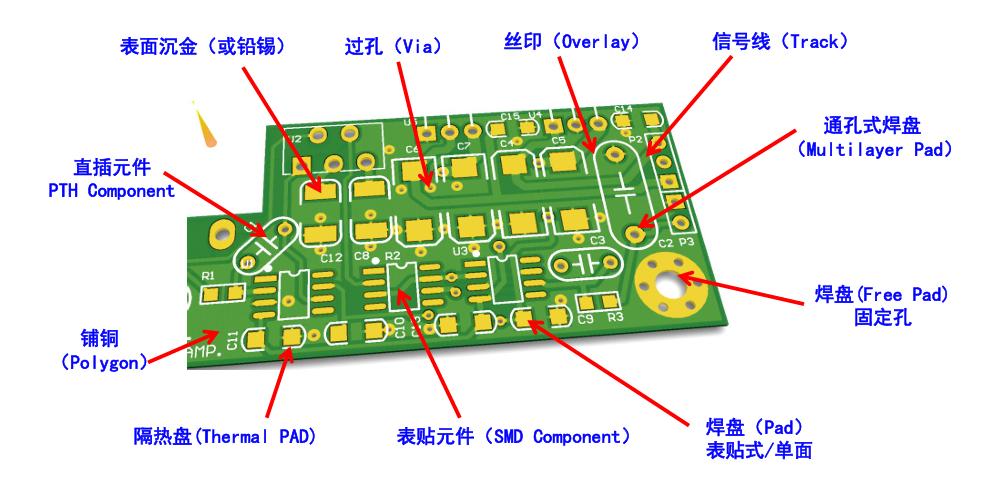 表面沉金（或铅锡）
过孔（Via）
丝印（Overlay）
信号线（Track）
通孔式焊盘
（Multilayer Pad）
直插元件
PTH Component
焊盘(Free Pad)
固定孔
铺铜
（Polygon）
隔热盘(Thermal PAD)
表贴元件（SMD Component）
焊盘（Pad）
表贴式/单面
C15
U4
C14
C6
C7
C4
C5
P2
C12
C8
R2
U3
C3
C2
P3
R1
C11
C10
C9
R3
AMP.